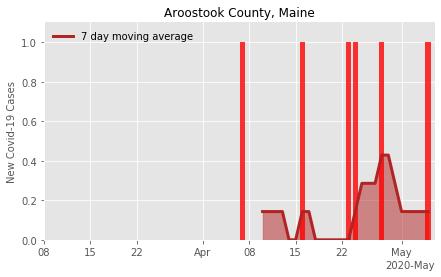 Aroostook County, Maine
7 day moving average
New Covid-19 Cases
1.0
0.8
0.6
0.4
0.2
0.0
08 15 22 Apr 08 15 22 May
2020-May